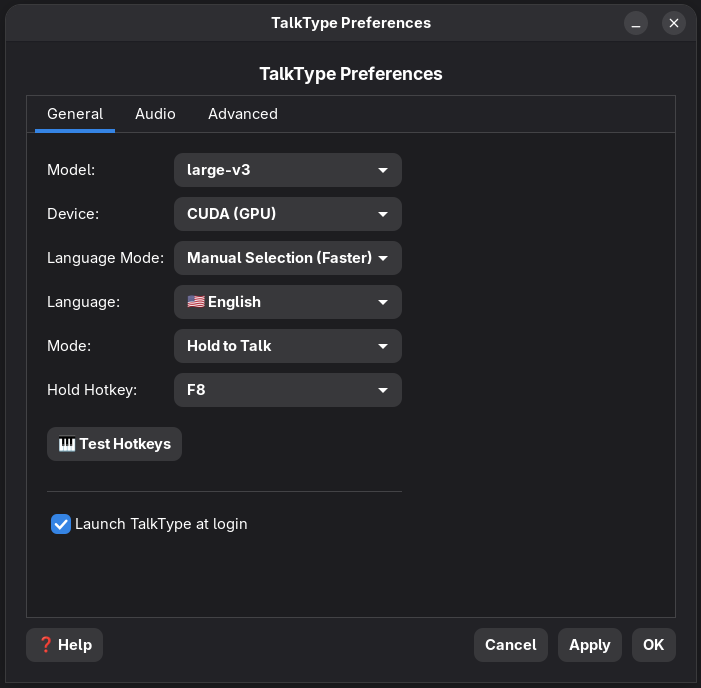 TalkType Preferences
TalkType Preferences
General Audio Advanced
Model: large-v3
Device: CUDA (GPU)
Language Mode: Manual Selection (Faster)
Language: 🇺🇸 English
Mode: Hold to Talk
Hold Hotkey: F8
🎹 Test Hotkeys
Launch TalkType at login
❓ Help Cancel Apply OK